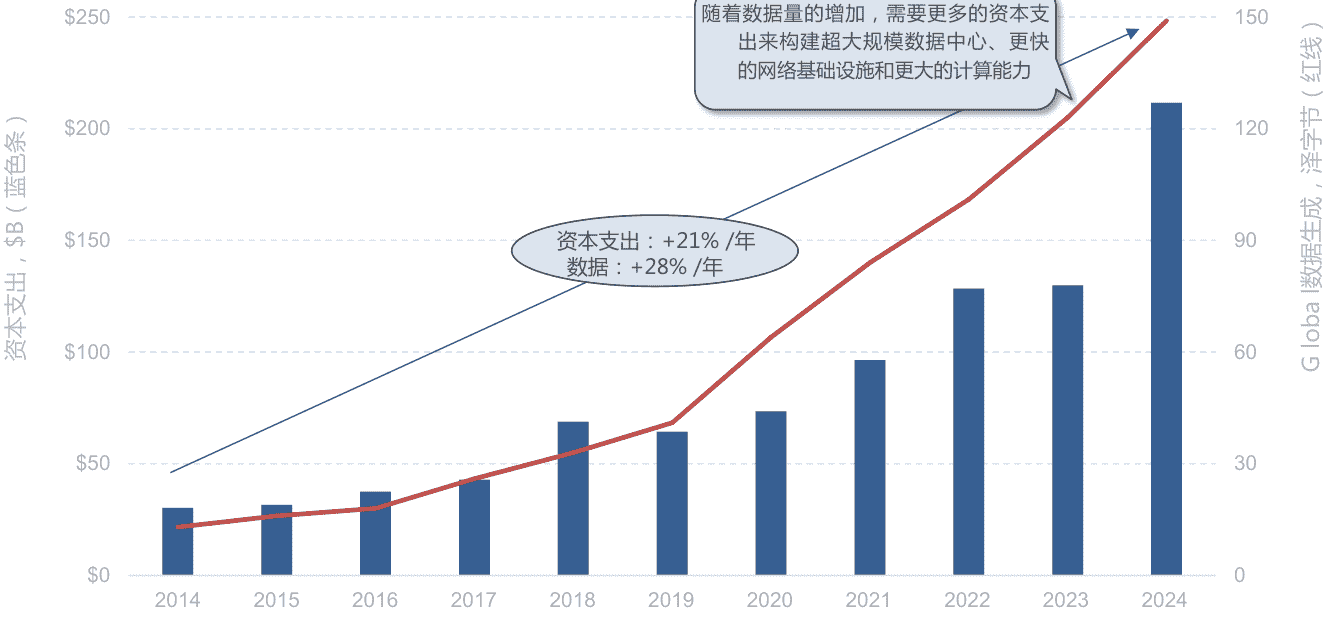 随着数据量的增加，需要更多的资本支
出来构建超大规模数据中心、更快
的网络基础设施和更大的计算能力
资本支出：+21% /年
数据：+28% /年
资本支出，$B（蓝色条）
$250
$200
$150
$100
$50
$0
150
120
90
60
30
0
G loba l数据生成，泽字节（红线）
2014 2015 2016 2017 2018 2019 2020 2021 2022 2023 2024